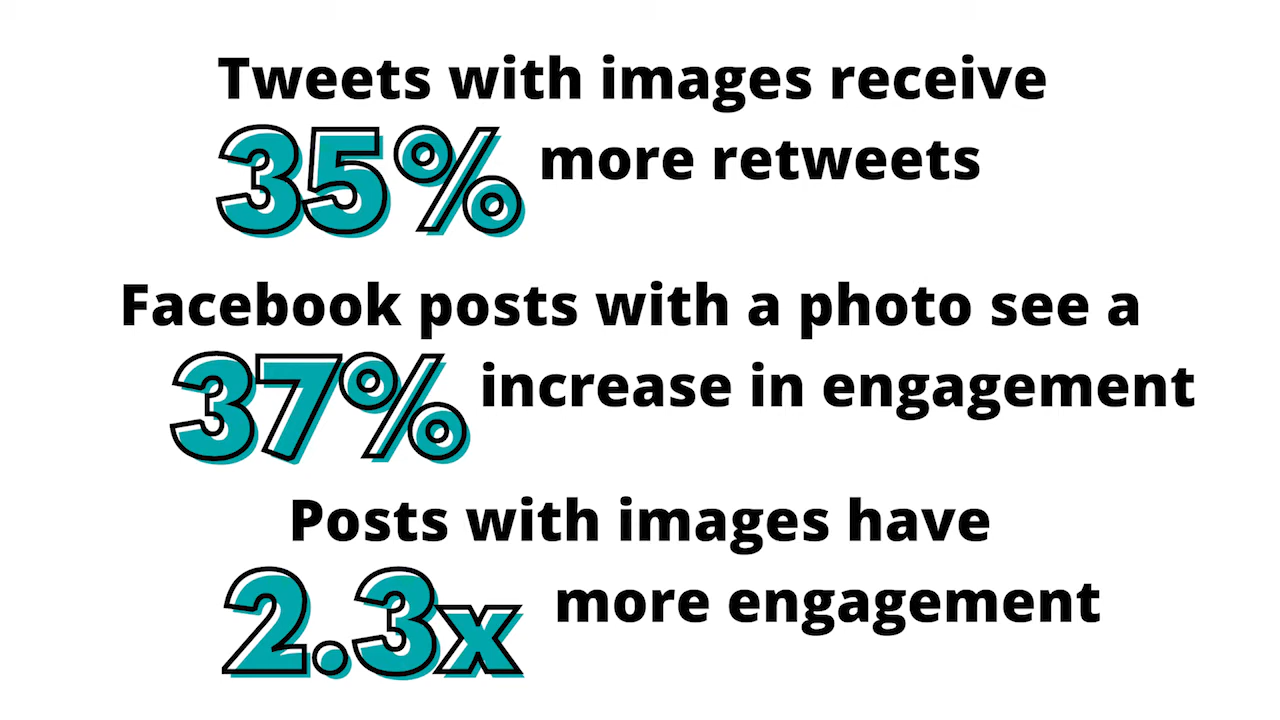 Tweets with images receive
35% more retweets
Facebook posts with a photo see a
37% increase in engagement
Posts with images have
2.3x more engagement